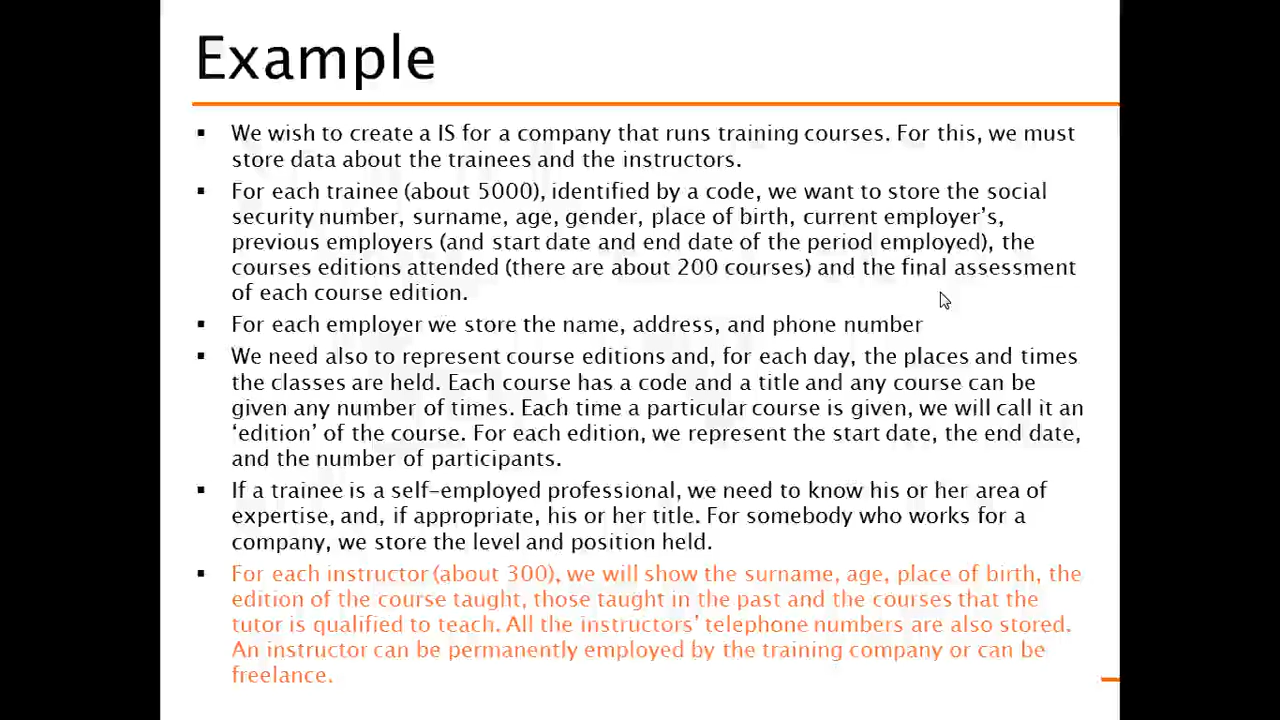 Example
▪ We wish to create a IS for a company that runs training courses. For this, we must
store data about the trainees and the instructors.
▪ For each trainee (about 5000), identified by a code, we want to store the social
security number, surname, age, gender, place of birth, current employer's,
previous employers (and start date and end date of the period employed), the
courses editions attended (there are about 200 courses) and the final assessment
of each course edition.
▪ For each employer we store the name, address, and phone number
▪ We need also to represent course editions and, for each day, the places and times
the classes are held. Each course has a code and a title and any course can be
given any number of times. Each time a particular course is given, we will call it an
‘edition’ of the course. For each edition, we represent the start date, the end date,
and the number of participants.
▪ If a trainee is a self-employed professional, we need to know his or her area of
expertise, and, if appropriate, his or her title. For somebody who works for a
company, we store the level and position held.
▪ For each instructor (about 300), we will show the surname, age, place of birth, the
edition of the course taught, those taught in the past and the courses that the
tutor is qualified to teach. All the instructors’ telephone numbers are also stored.
An instructor can be permanently employed by the training company or can be
freelance.